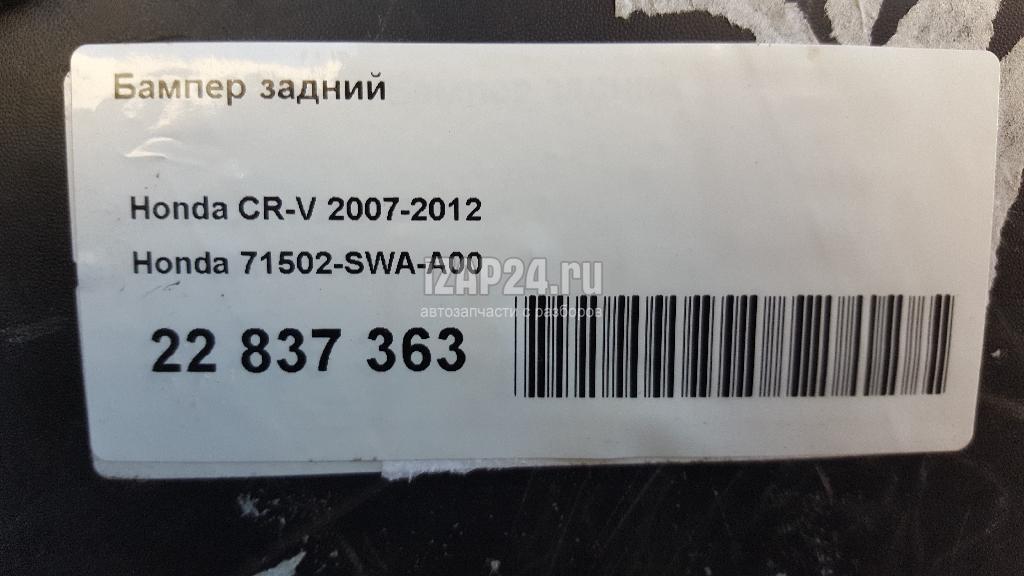 Бампер задний
Honda CR-V 2007-2012
Honda 71502-SWA-A00
iZAP24.ru
автозапчасти с разборов
22 837 363